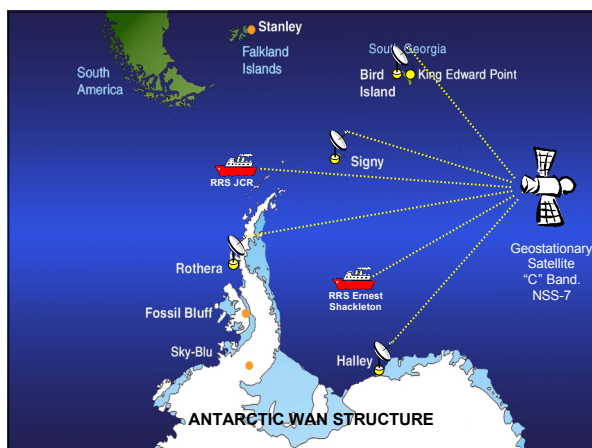 Stanley
Falkland
Islands
South
America
South Georgia
Bird
Island
King Edward Point
Signy
RRS JCR
Geostationary
Satellite
“C” Band.
NSS-7
Rothera
RRS Ernest
Shackleton
Fossil Bluff
Sky-Blu
Halley
ANTARCTIC WAN STRUCTURE